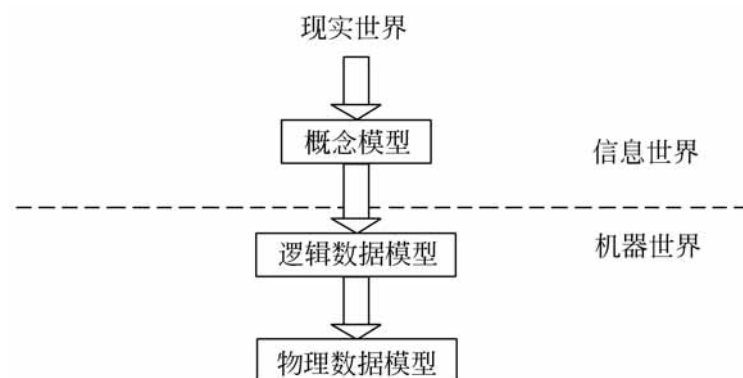 现实世界
概念模型
信息世界
逻辑数据模型
机器世界
物理数据模型